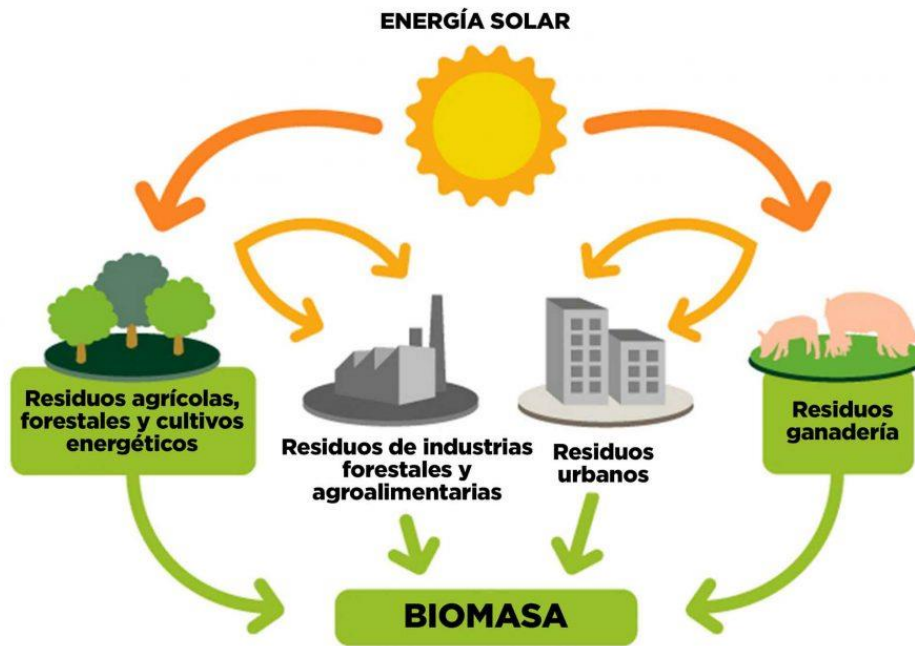 ENERGÍA SOLAR
Residuos agrícolas,
forestales y cultivos
energéticos
Residuos de industrias
forestales y
agroalimentarias
Residuos
urbanos
Residuos
ganadería
BIOMASA